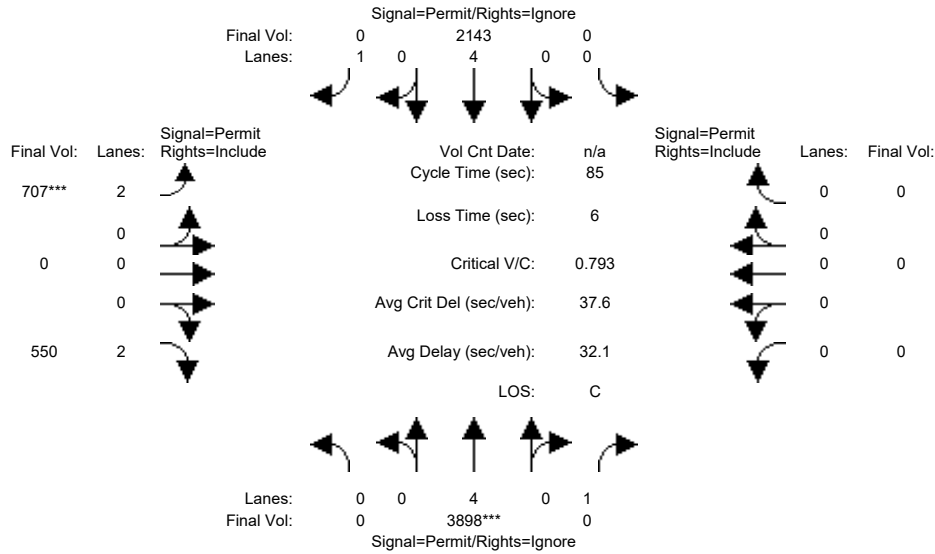 Signal=Permit/Rights=Ignore
Final Vol: 0 2143 0
Lanes: 1 0 4 0 0
Signal=Permit Signal=Permit
Final Vol: Lanes: Rights=Include Vol Cnt Date: n/a Rights=Include Lanes: Final Vol:
Cycle Time (sec): 85
707*** 2 0 0
Loss Time (sec): 6
0 0
0 0 Critical V/C: 0.793 0 0
0 Avg Crit Del (sec/veh): 37.6 0
550 2 Avg Delay (sec/veh): 32.1 0 0
LOS: C
Lanes: 0 0 4 0 1
Final Vol: 0 3898*** 0
Signal=Permit/Rights=Ignore